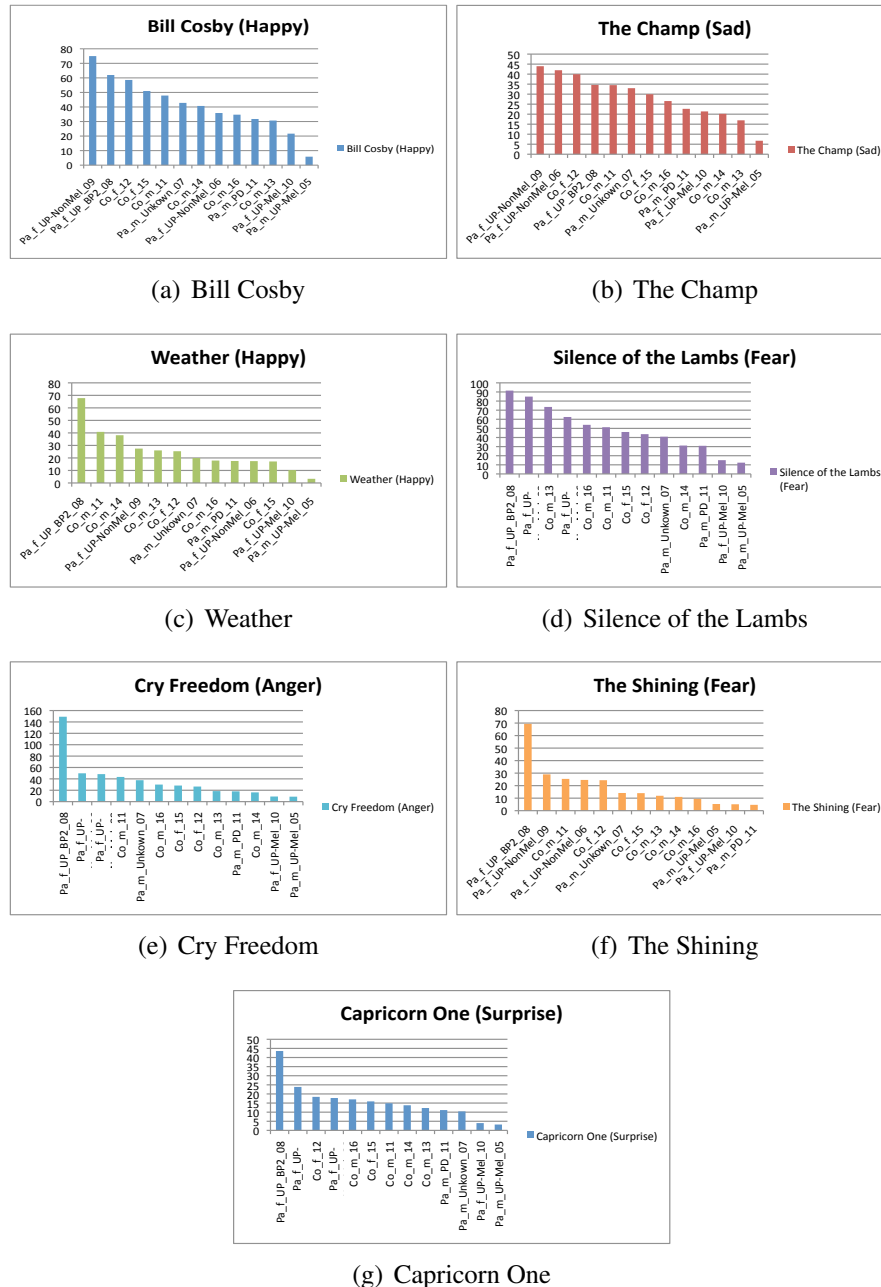 Bill Cosby (Happy)
80
70
60
50
40
30
20
10
0
Pa_f_UP-NonMel_09
Pa_f_UP_BP2_08
Co_f_12
Co_f_15
Co_m_11
Pa_m_Unkown_07
Co_m_14
Pa_f_UP-NonMel_06
Co_m_16
Pa_m_PD_11
Co_m_13
Pa_f_UP-Mel_10
Pa_m_UP-Mel_05
Bill Cosby (Happy)
(a) Bill Cosby
The Champ (Sad)
50
45
40
35
30
25
20
15
10
5
0
Pa_f_UP-NonMel_09
Pa_f_UP-NonMel_06
Co_f_12
Pa_f_UP_BP2_08
Co_m_11
Pa_m_Unkown_07
Co_f_15
Co_m_16
Pa_m_PD_11
Pa_f_UP-Mel_10
Co_m_14
Co_m_13
Pa_m_UP-Mel_05
The Champ (Sad)
(b) The Champ
Weather (Happy)
80
70
60
50
40
30
20
10
0
Pa_f_UP_BP2_08
Co_m_11
Co_m_14
Pa_f_UP-NonMel_09
Co_m_13
Co_f_12
Pa_m_Unkown_07
Co_m_16
Pa_m_PD_11
Pa_f_UP-NonMel_06
Co_f_15
Pa_f_UP-Mel_10
Pa_m_UP-Mel_05
Weather (Happy)
(c) Weather
Silence of the Lambs (Fear)
100
90
80
70
60
50
40
30
20
10
0
Pa_f_UP_BP2_08
Pa_f_UP-
Co_m_13
Pa_f_UP-
Co_m_16
Co_m_11
Co_f_15
Co_f_12
Pa_m_Unkown_07
Co_m_14
Pa_m_PD_11
Pa_f_UP-Mel_10
Pa_m_UP-Mel_05
Silence of the Lambs
(Fear)
(d) Silence of the Lambs
Cry Freedom (Anger)
160
140
120
100
80
60
40
20
0
Pa_f_UP_BP2_08
Pa_f_UP-
Pa_f_UP-
Co_m_11
Pa_m_Unkown_07
Co_m_16
Co_f_15
Co_f_12
Co_m_13
Pa_m_PD_11
Co_m_14
Pa_f_UP-Mel_10
Pa_m_UP-Mel_05
Cry Freedom (Anger)
(e) Cry Freedom
The Shining (Fear)
80
70
60
50
40
30
20
10
0
Pa_f_UP_BP2_08
Pa_f_UP-NonMel_09
Co_m_11
Pa_f_UP-NonMel_06
Co_f_12
Pa_m_Unkown_07
Co_f_15
Co_m_13
Co_m_14
Co_m_16
Pa_m_UP-Mel_05
Pa_f_UP-Mel_10
Pa_m_PD_11
The Shining (Fear)
(f) The Shining
Capricorn One (Surprise)
50
45
40
35
30
25
20
15
10
5
0
Pa_f_UP_BP2_08
Pa_f_UP-
Co_f_12
Pa_f_UP-
Co_m_16
Co_f_15
Co_m_11
Co_m_14
Co_m_13
Pa_m_PD_11
Pa_m_Unkown_07
Pa_f_UP-Mel_10
Pa_m_UP-Mel_05
Capricorn One (Surprise)
(g) Capricorn One